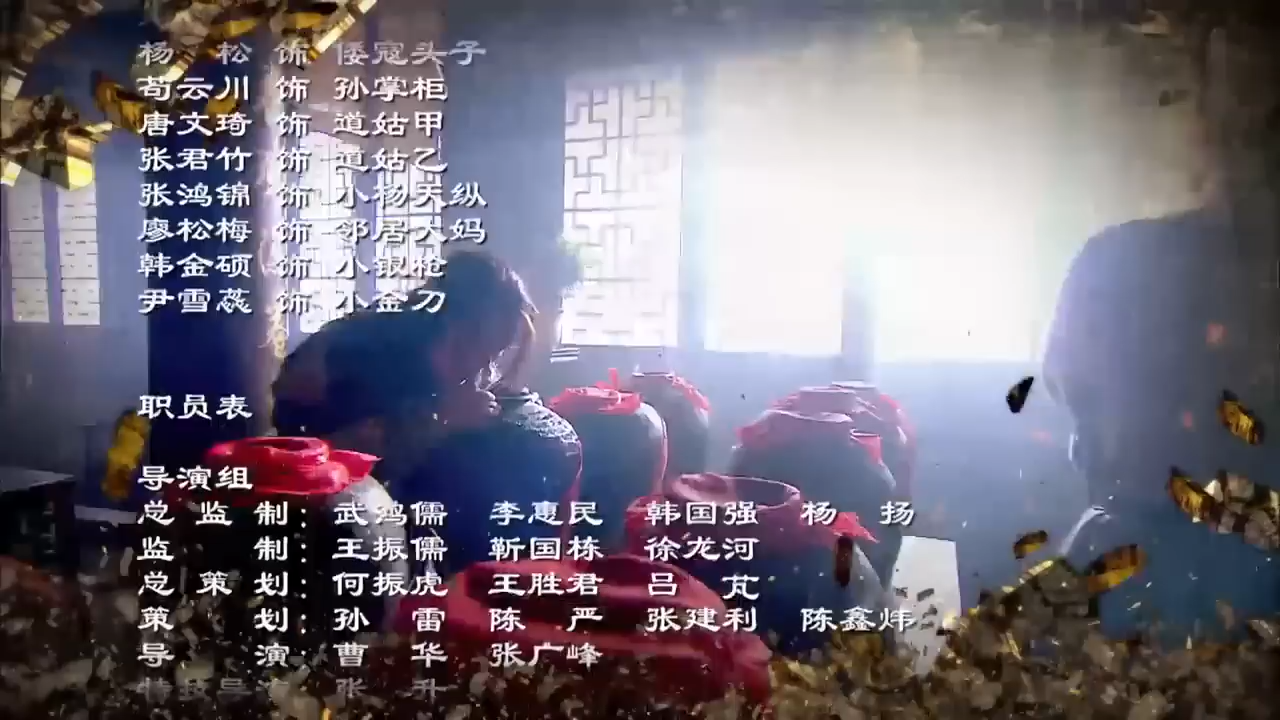 杨 松 饰 倭寇头子
苟云川 饰 孙掌柜
唐文琦 饰 道姑甲
张君竹 饰 道姑乙
张鸿锦 饰 小杨天纵
廖松梅 饰 邻居大妈
韩金硕 饰 小银枪
尹雪蕊 饰 小金刀
职员表
导演组
总监制：武鸿儒 李惠民 韩国强 杨 扬
监 制：王振儒 靳国栋 徐龙河
总策划：何振虎 王胜君 吕 芃
策 划：孙 雷 陈 严 张建利 陈鑫炜
导 演：曹 华 张广峰
特技导演：张 升